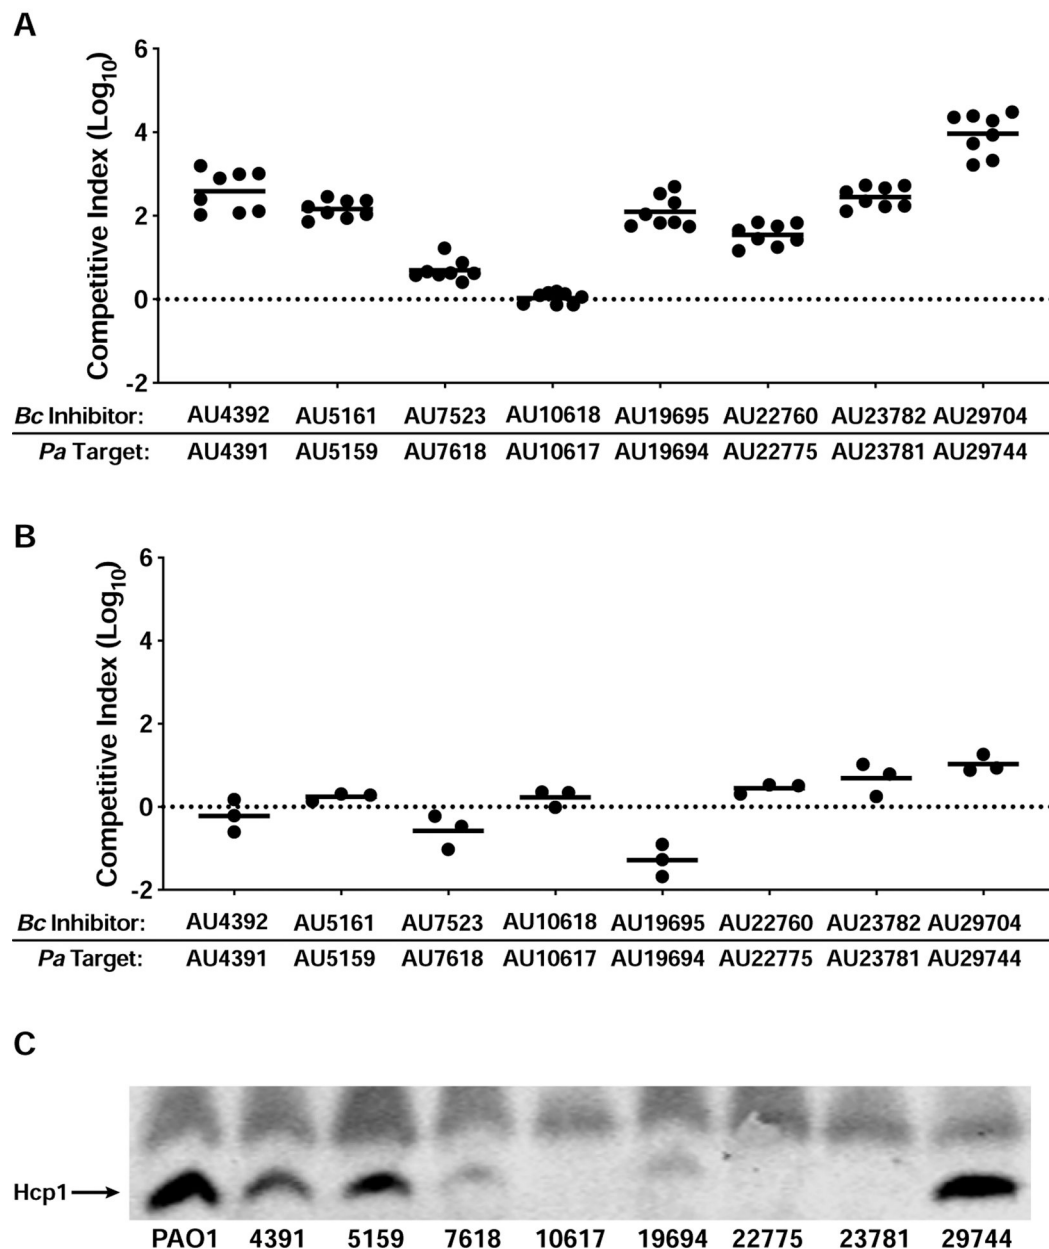 A
Competitive Index (Log10)
6
4
2
0
-2
Bc Inhibitor: AU4392 AU5161 AU7523 AU10618 AU19695 AU22760 AU23782 AU29704
Pa Target: AU4391 AU5159 AU7618 AU10617 AU19694 AU22775 AU23781 AU29744
B
Competitive Index (Log10)
6
4
2
0
-2
Bc Inhibitor: AU4392 AU5161 AU7523 AU10618 AU19695 AU22760 AU23782 AU29704
Pa Target: AU4391 AU5159 AU7618 AU10617 AU19694 AU22775 AU23781 AU29744
C
Hcp1
PAO1 4391 5159 7618 10617 19694 22775 23781 29744